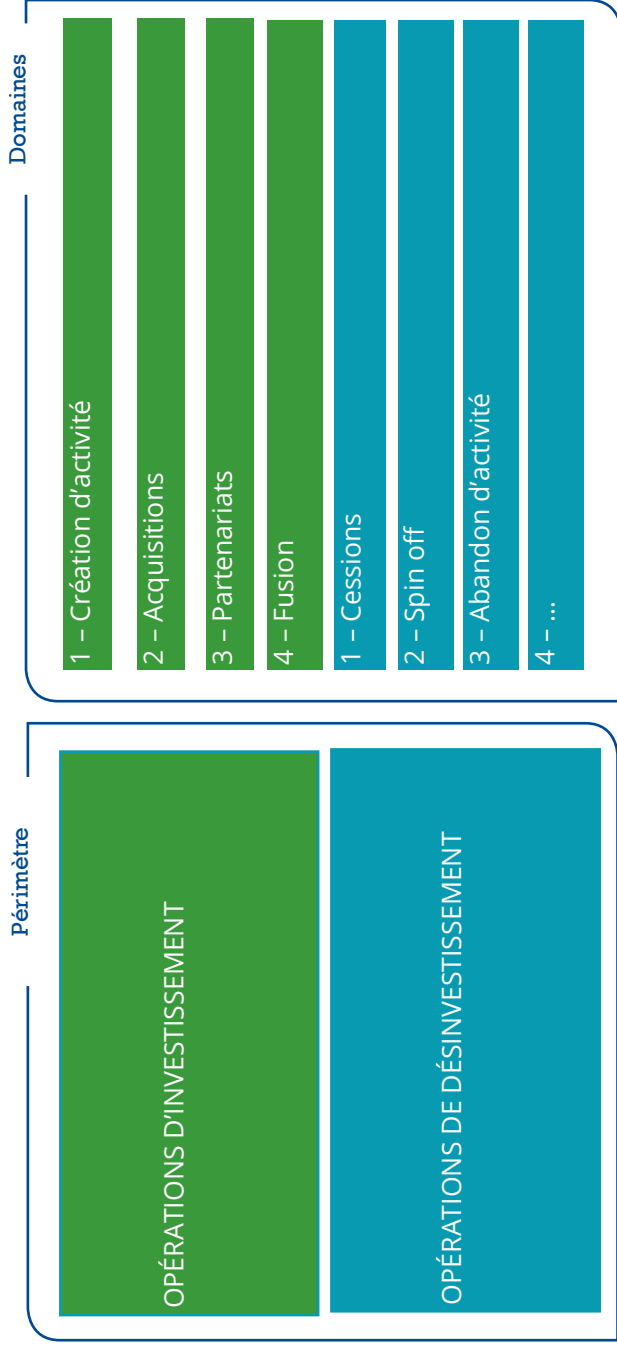 Périmètre
OPÉRATIONS D'INVESTISSEMENT
OPÉRATIONS DE DÉSINVESTISSEMENT
Domaines
1 – Création d'activité
2 – Acquisitions
3 – Partenariats
4 – Fusion
1 – Cessions
2 – Spin off
3 – Abandon d'activité
4 – ...